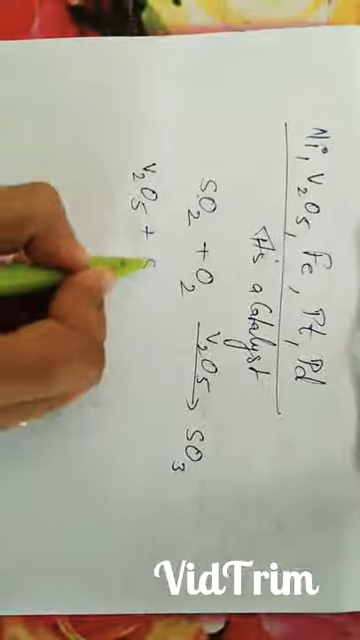 Ni, V₂O₅, Fe, Pt, Pd
It's a Catalyst
SO₂ + O₂ V₂O₅→ SO₃
V₂O₅ + S
VidTrim